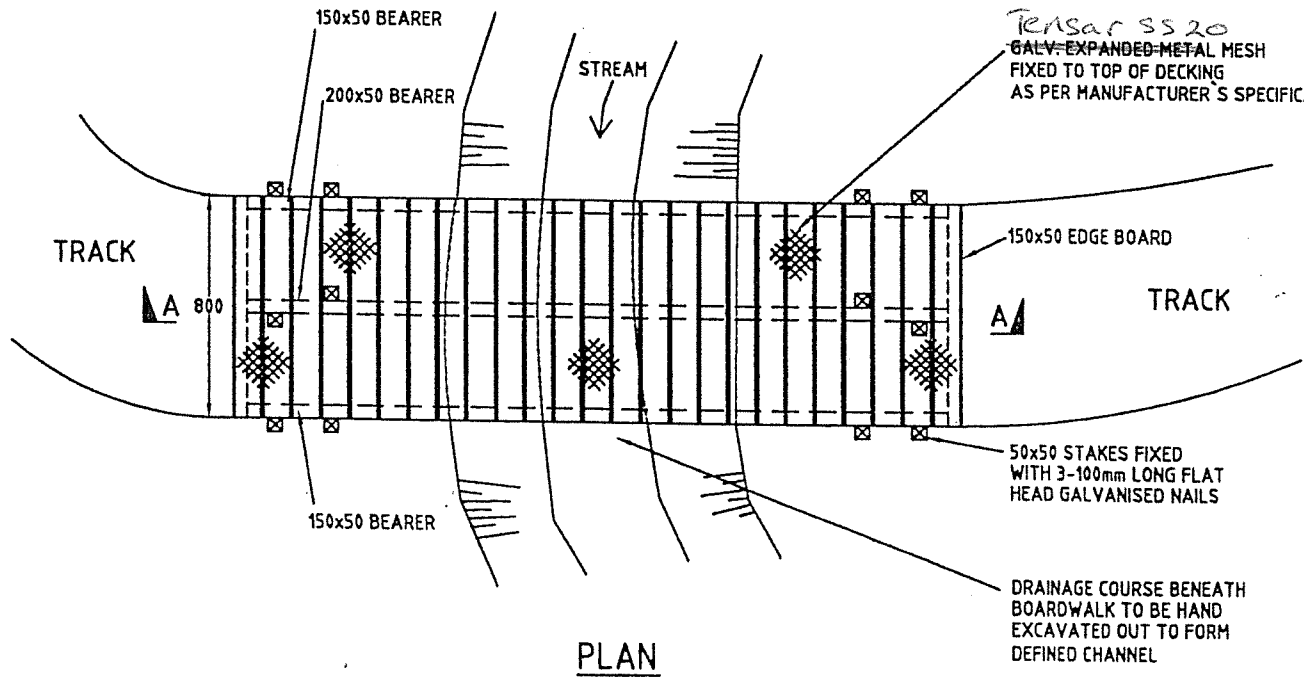 150x50 BEARER
Tensar SS20
GALV. EXPANDED METAL MESH
FIXED TO TOP OF DECKING
AS PER MANUFACTURER`S SPECIFIC
STREAM
200x50 BEARER
TRACK
A
800
150x50 EDGE BOARD
A
TRACK
150x50 BEARER
50x50 STAKES FIXED
WITH 3-100mm LONG FLAT
HEAD GALVANISED NAILS
DRAINAGE COURSE BENEATH
BOARDWALK TO BE HAND
EXCAVATED OUT TO FORM
DEFINED CHANNEL
PLAN